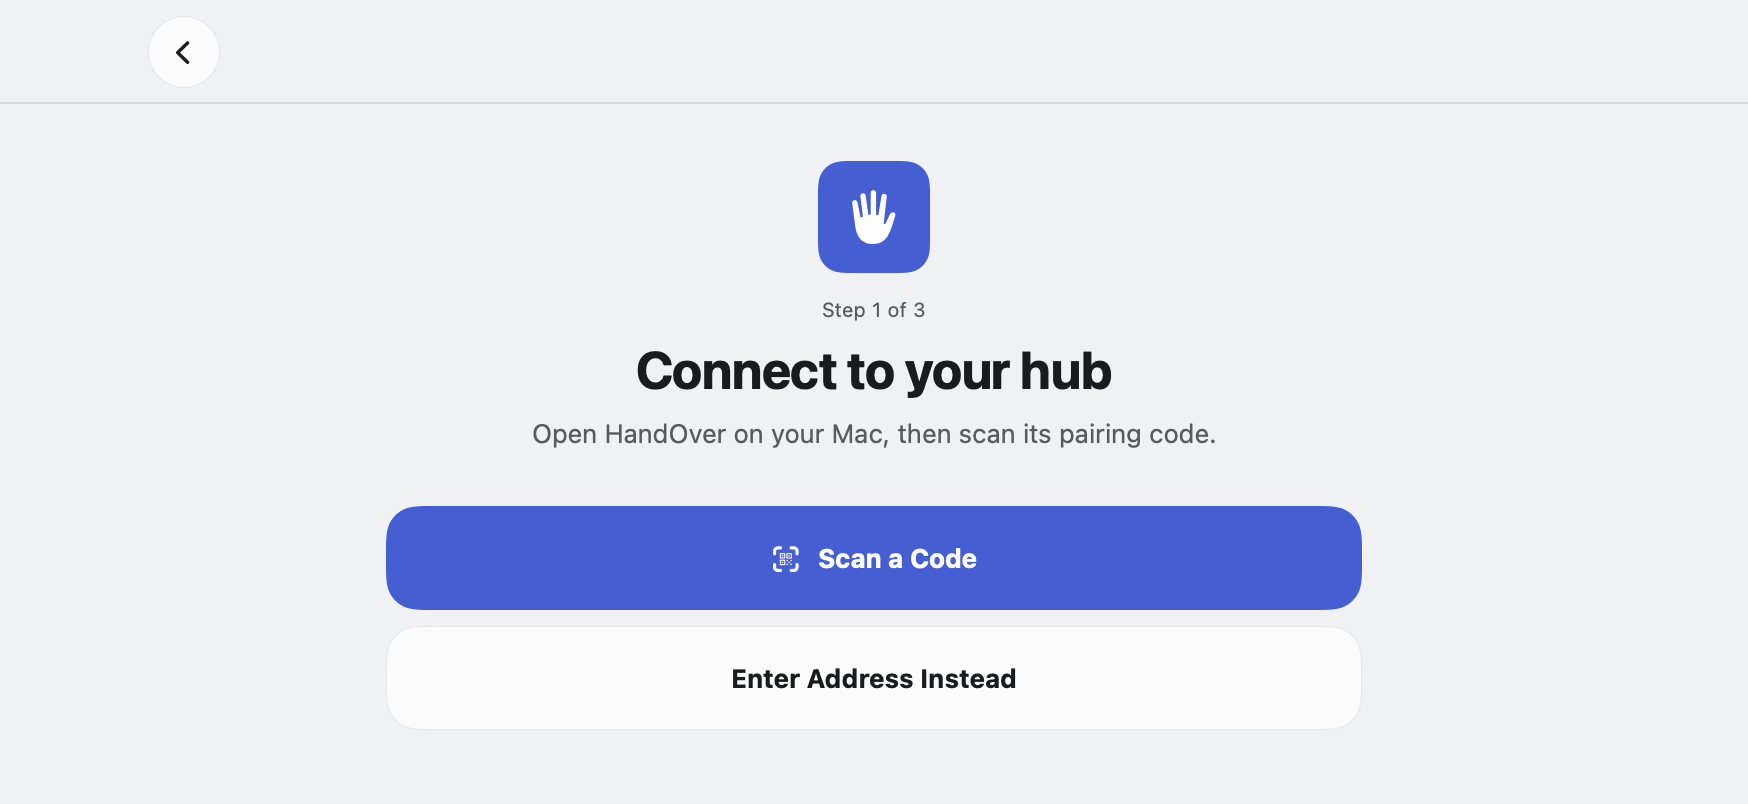 Step 1 of 3
Connect to your hub
Open HandOver on your Mac, then scan its pairing code.
Scan a Code
Enter Address Instead